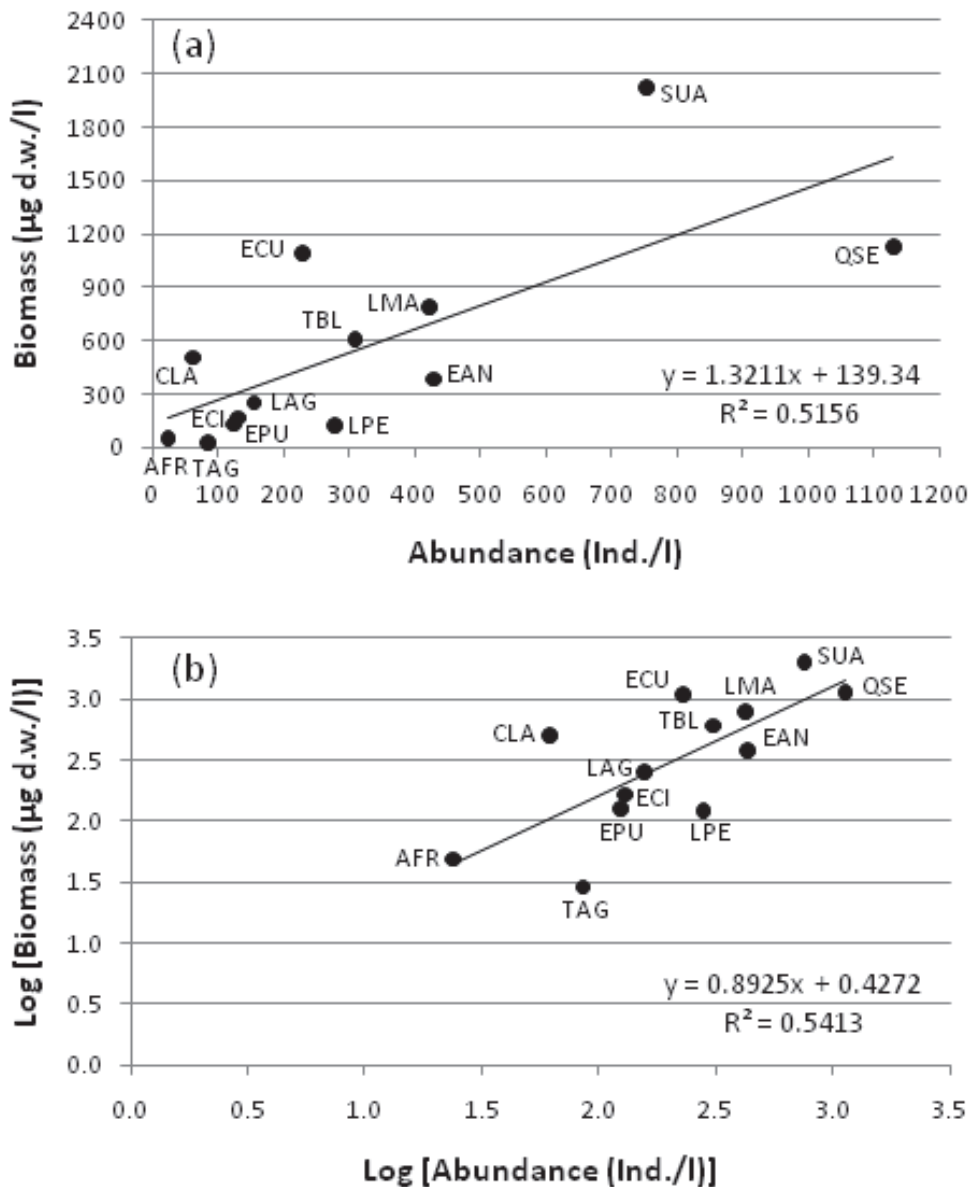 (a)
2400
2100
1800
1500
1200
900
600
300
0
Biomass (µg d.w./l)
SUA
ECU
QSE
LMA
TBL
CLA
EAN
LAG
ECI
EPU
LPE
AFR
TAG
y = 1.3211x + 139.34
R² = 0.5156
0 100 200 300 400 500 600 700 800 900 1000 1100 1200
Abundance (Ind./l)
(b)
3.5
3.0
2.5
2.0
1.5
1.0
0.5
0.0
Log [Biomass (µg d.w./l)]
SUA
ECU
LMA
QSE
TBL
CLA
EAN
LAG
ECI
EPU
LPE
AFR
TAG
y = 0.8925x + 0.4272
R² = 0.5413
0.0 0.5 1.0 1.5 2.0 2.5 3.0 3.5
Log [Abundance (Ind./l)]